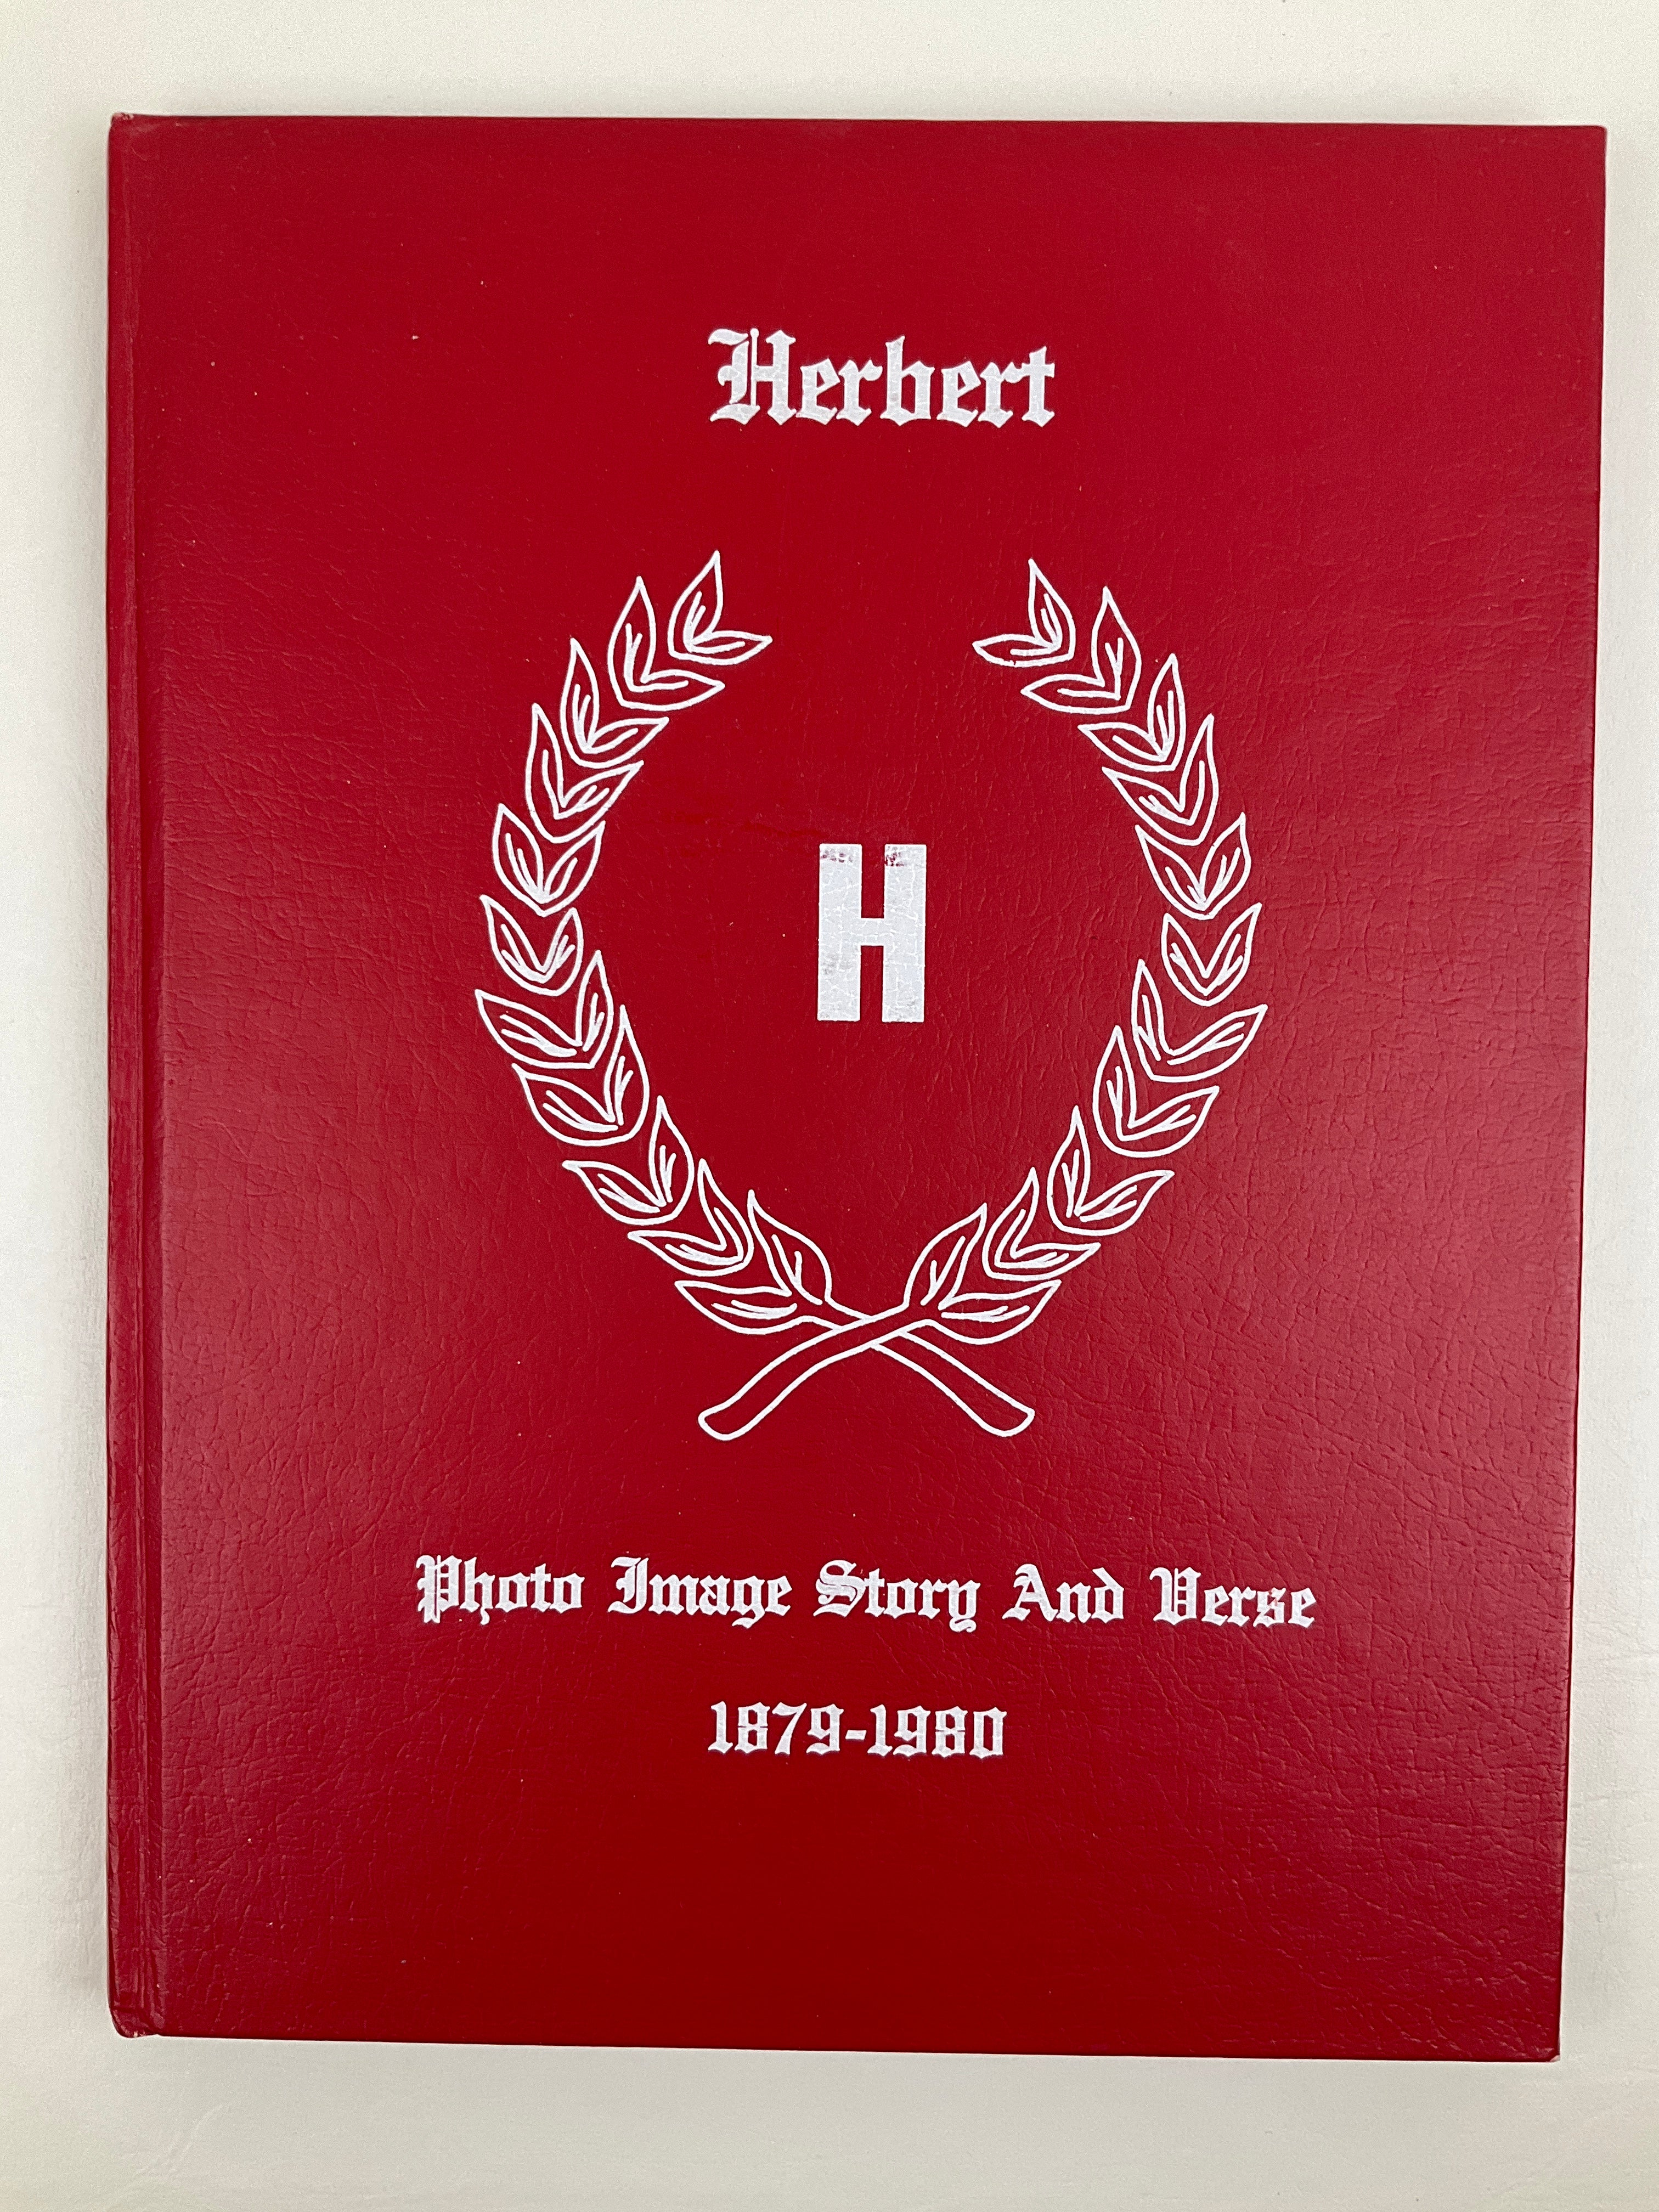 Herbert
H
Photo Image Story And Verse
1879-1980